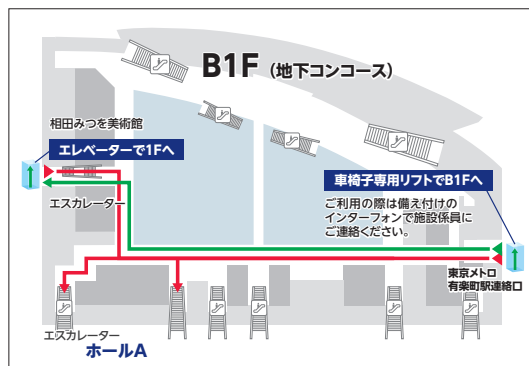 B1F（地下コンコース）
相田みつを美術館
エレベーターで1Fへ
エスカレーター
車椅子専用リフトでB1Fへ
ご利用の際は備え付けの
インターフォンで施設係員に
ご連絡ください。
東京メトロ
有楽町駅連絡口
エスカレーター
ホールA